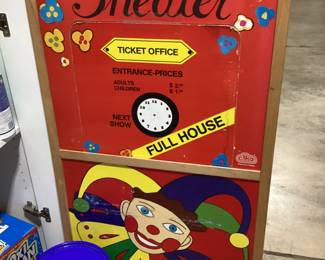 Theater
TICKET OFFICE
ENTRANCE-PRICES
ADULTS
CHILDREN
NEXT
SHOW
FULL HOUSE